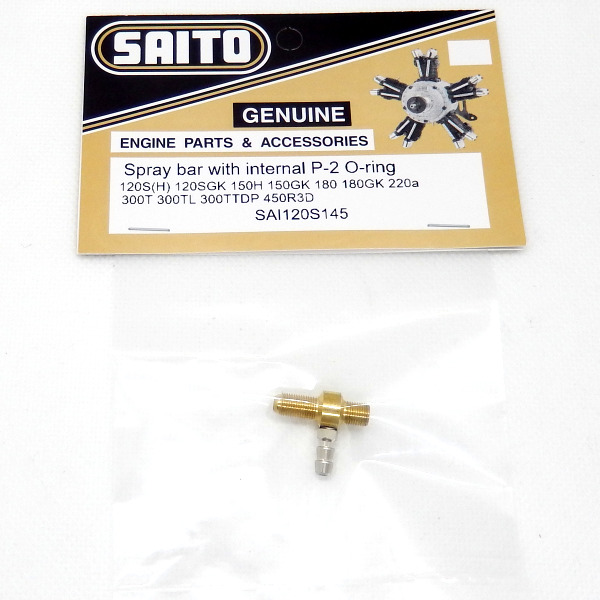 SAITO
GENUINE
ENGINE PARTS & ACCESSORIES
Spray bar with internal P-2 O-ring
120S(H) 120SGK 150H 150GK 180 180GK 220a
300T 300TL 300TTDP 450R3D
SAI120S145